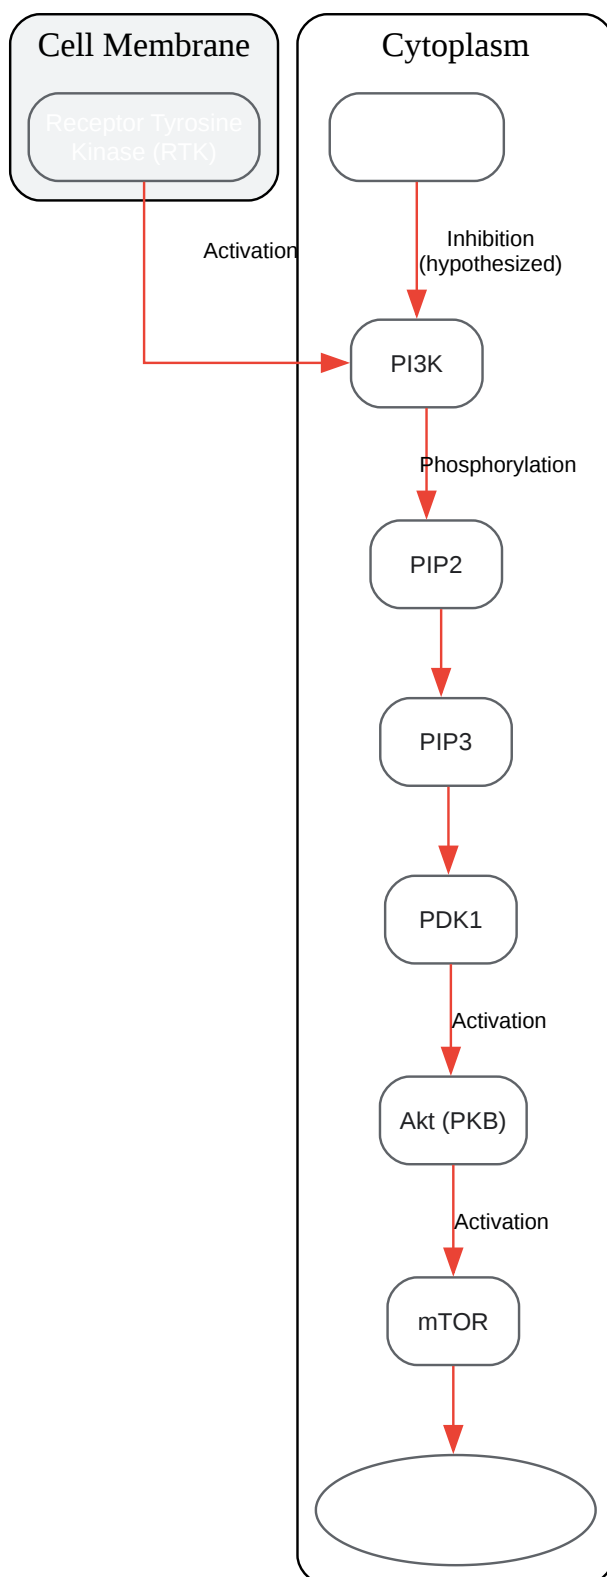 Cell Membrane
Cytoplasm
Receptor Tyrosine
Kinase (RTK)
Activation
Inhibition
(hypothesized)
PI3K
Phosphorylation
PIP2
PIP3
PDK1
Activation
Akt (PKB)
Activation
mTOR